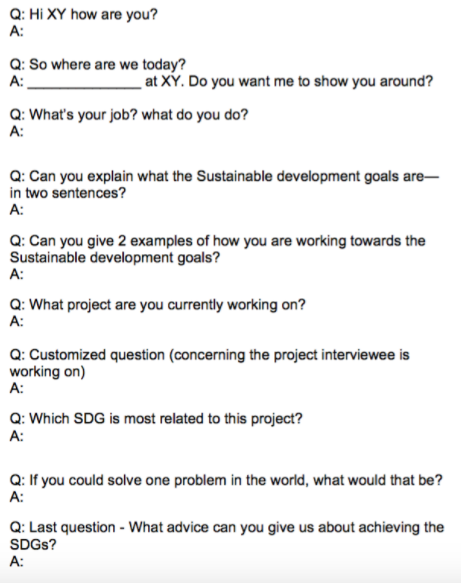 Q: Hi XY how are you?
A:
Q: So where are we today?
A: _______________ at XY. Do you want me to show you around?
Q: What's your job? what do you do?
A:
Q: Can you explain what the Sustainable development goals are—
in two sentences?
A:
Q: Can you give 2 examples of how you are working towards the
Sustainable development goals?
A:
Q: What project are you currently working on?
A:
Q: Customized question (concerning the project interviewee is
working on)
A:
Q: Which SDG is most related to this project?
A:
Q: If you could solve one problem in the world, what would that be?
A:
Q: Last question - What advice can you give us about achieving the
SDGs?
A: